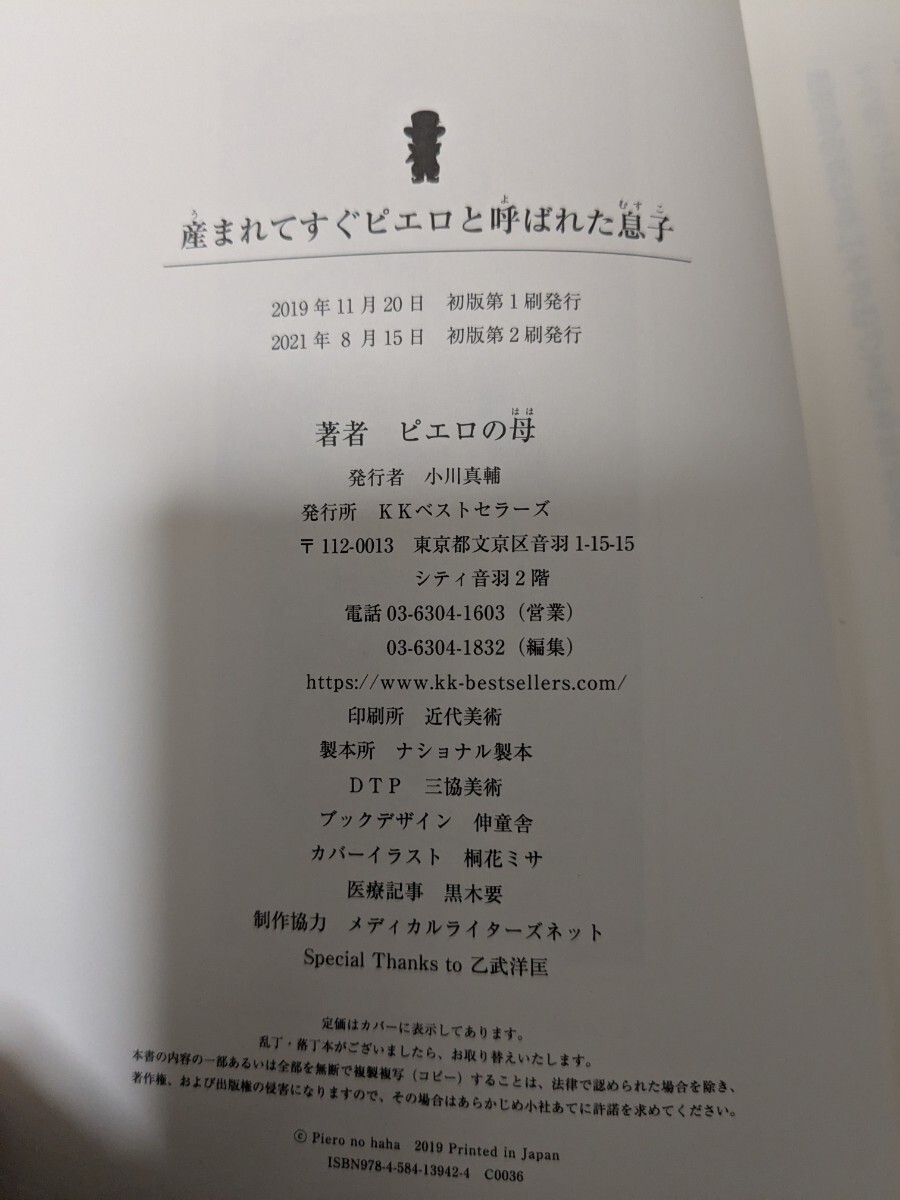 産まれてすぐピエロと呼ばれた息子
2019年11月20日　初版第1刷発行
2021年 8 月15日　初版第2刷発行
著者　ピエロの母
発行者　小川真輔
発行所　KKベストセラーズ
〒112-0013　東京都文京区音羽1-15-15
シティ音羽2階
電話 03-6304-1603（営業）
03-6304-1832（編集）
https://www.kk-bestsellers.com/
印刷所　近代美術
製本所　ナショナル製本
DTP　三協美術
ブックデザイン　伸童舎
カバーイラスト　桐花ミサ
医療記事　黒木要
制作協力　メディカルライターズネット
Special Thanks to 乙武洋匡
定価はカバーに表示してあります。
乱丁・落丁本がございましたら、お取り替えいたします。
本書の内容の一部あるいは全部を無断で複製複写（コピー）することは、法律で認められた場合を除き、
著作権、および出版権の侵害になりますので、その場合はあらかじめ小社あてに許諾を求めてください。
© Piero no haha 2019 Printed in Japan
ISBN978-4-584-13942-4 C0036